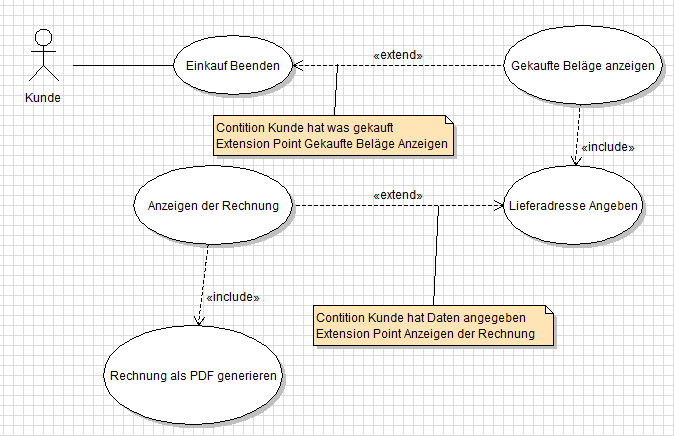 Einkauf Beenden
«extend»
Gekaufte Beläge anzeigen
Kunde
Contition Kunde hat was gekauft
Extension Point Gekaufte Beläge Anzeigen
«include»
Anzeigen der Rechnung
«extend»
Lieferadresse Angeben
«include»
Contition Kunde hat Daten angegeben
Extension Point Anzeigen der Rechnung
Rechnung als PDF generieren